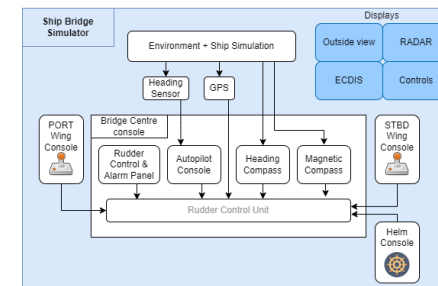 Ship Bridge
Simulator
Displays
Environment + Ship Simulation
Outside view
RADAR
ECDIS
Controls
Heading
Sensor
GPS
PORT
Wing
Console
Bridge Centre
console
STBD
Wing
Console
Rudder
Control &
Alarm Panel
Autopilot
Console
Heading
Compass
Magnetic
Compass
Rudder Control Unit
Helm
Console